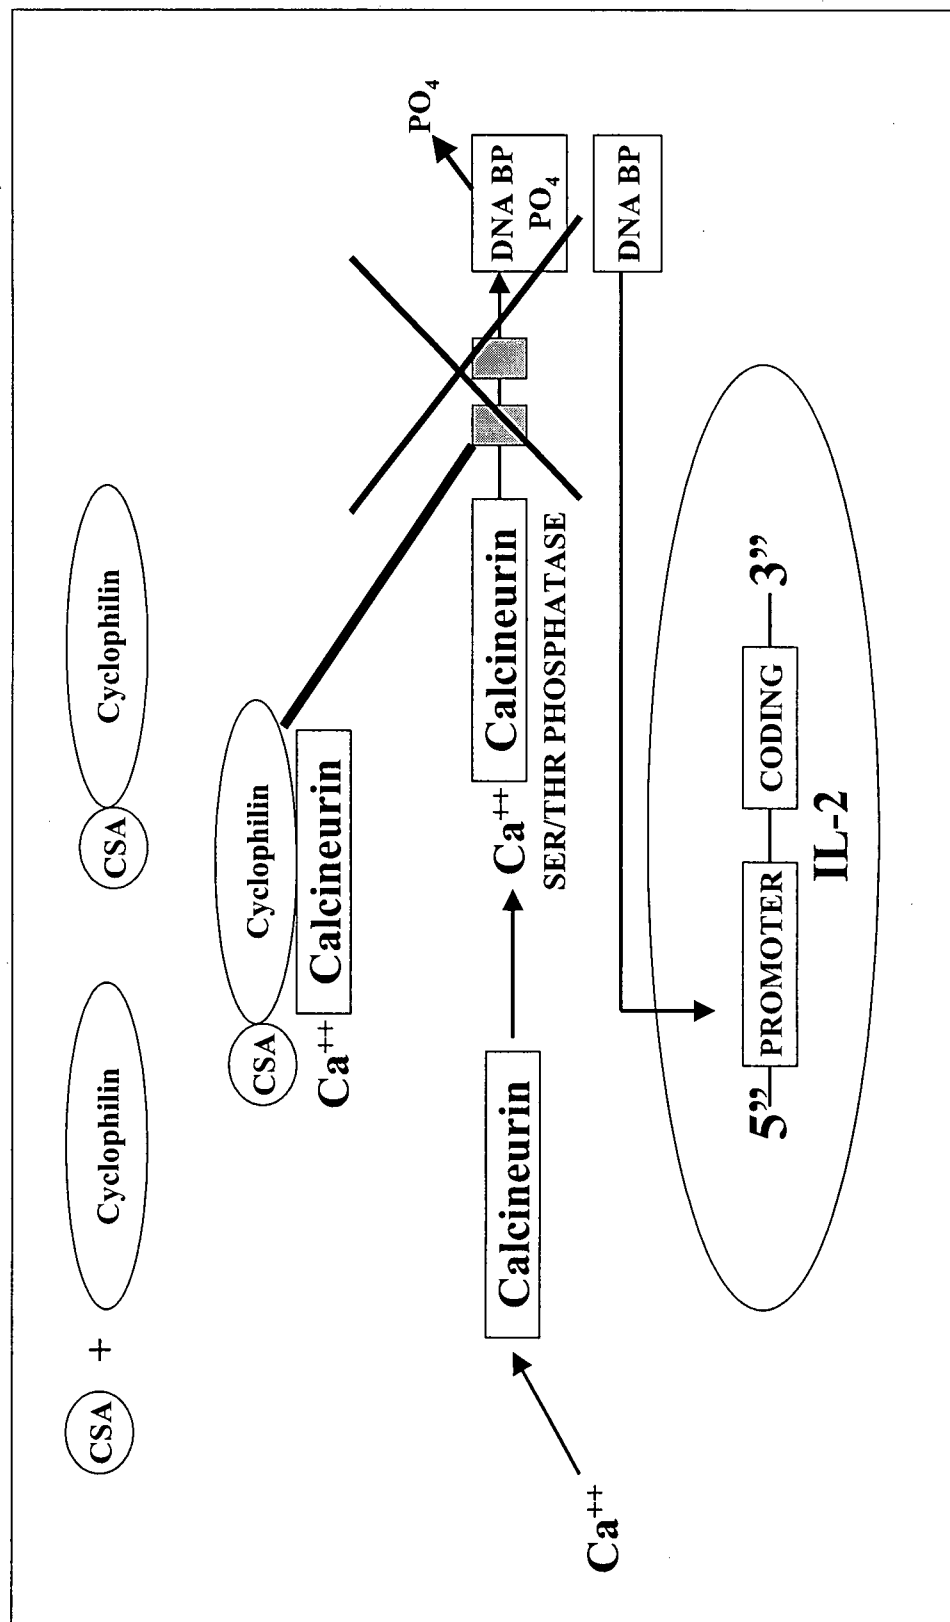 CSA
+
Cyclophilin
CSA
Cyclophilin
CSA
Cyclophilin
Ca++
Calcineurin
Ca++
Calcineurin
Ca++
Calcineurin
SER/THR PHOSPHATASE
PO4
DNA BP
PO4
DNA BP
5”
PROMOTER
CODING
3”
IL-2